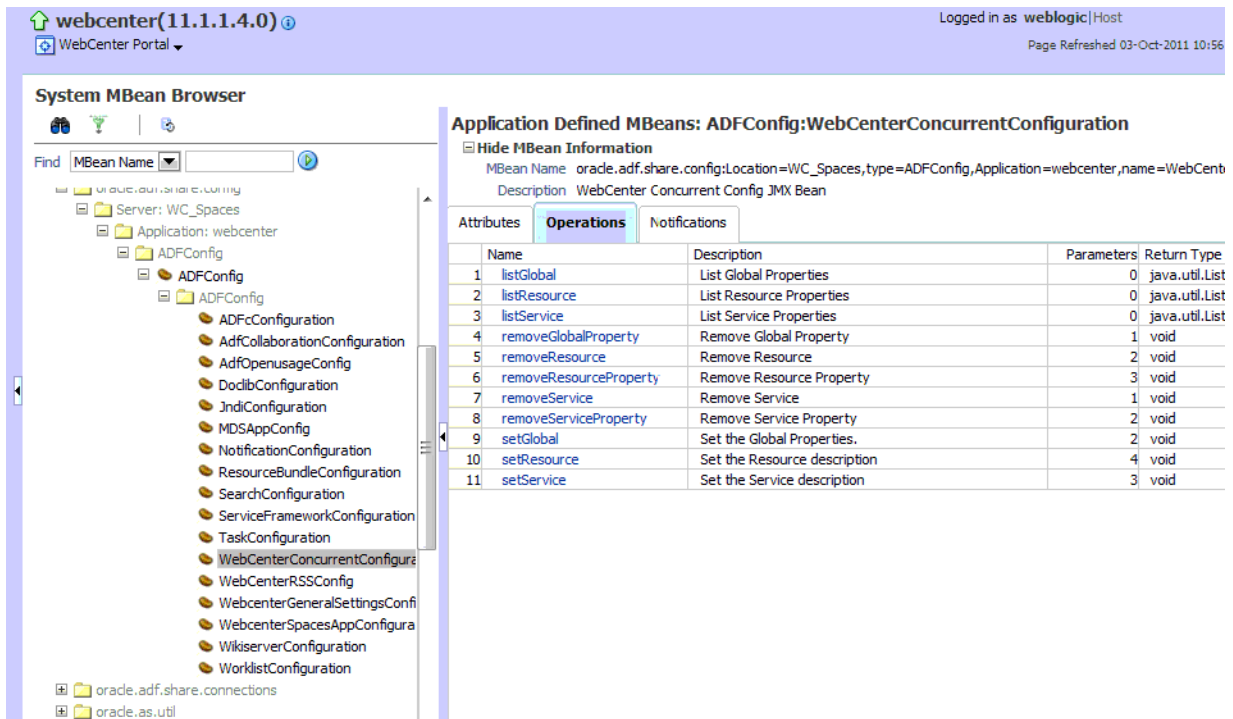 webcenter(11.1.1.4.0)
Logged in as weblogic|Host
WebCenter Portal
Page Refreshed 03-Oct-2011 10:56
System MBean Browser
Find MBean Name
oracle.adf.share.config
Server: WC_Spaces
Application: webcenter
ADFConfig
ADFConfig
ADFConfig
ADFcConfiguration
AdfCollaborationConfiguration
AdfOpenusageConfig
DoclibConfiguration
JndiConfiguration
MDSAppConfig
NotificationConfiguration
ResourceBundleConfiguration
SearchConfiguration
ServiceFrameworkConfiguration
TaskConfiguration
WebCenterConcurrentConfigura
WebCenterRSSConfig
WebcenterGeneralSettingsConfi
WebcenterSpacesAppConfigura
WikiserverConfiguration
WorklistConfiguration
oracle.adf.share.connections
oracle.as.util
Application Defined MBeans: ADFConfig:WebCenterConcurrentConfiguration
Hide MBean Information
MBean Name oracle.adf.share.config:Location=WC_Spaces,type=ADFConfig,Application=webcenter,name=WebCente
Description WebCenter Concurrent Config JMX Bean
Attributes Operations Notifications
Name Description Parameters Return Type
1 listGlobal List Global Properties 0 java.util.List
2 listResource List Resource Properties 0 java.util.List
3 listService List Service Properties 0 java.util.List
4 removeGlobalProperty Remove Global Property 1 void
5 removeResource Remove Resource 2 void
6 removeResourceProperty Remove Resource Property 3 void
7 removeService Remove Service 1 void
8 removeServiceProperty Remove Service Property 2 void
9 setGlobal Set the Global Properties. 2 void
10 setResource Set the Resource description 4 void
11 setService Set the Service description 3 void